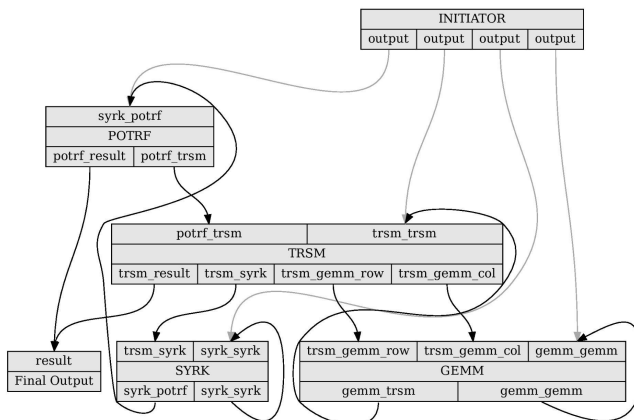 INITIATOR
output output output output
syrk_potrf
POTRF
potrf_result potrf_trsm
potrf_trsm trsm_trsm
TRSM
trsm_result trsm_syrk trsm_gemm_row trsm_gemm_col
result
Final Output
trsm_syrk syrk_syrk
SYRK
syrk_potrf syrk_syrk
trsm_gemm_row trsm_gemm_col gemm_gemm
GEMM
gemm_trsm gemm_gemm